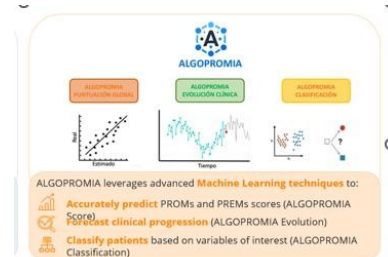 A
ALGOPROMIA
ALGOPROMIA
PUNTUACIÓN GLOBAL
ALGOPROMIA
EVOLUCIÓN CLÍNICA
ALGOPROMIA
CLASIFICACIÓN
Real
Estimado
Tiempo
?
ALGOPROMIA leverages advanced Machine Learning techniques to:
Accurately predict PROMs and PREMs scores (ALGOPROMIA
Score)
Forecast clinical progression (ALGOPROMIA Evolution)
Classify patients based on variables of interest (ALGOPROMIA
Classification)